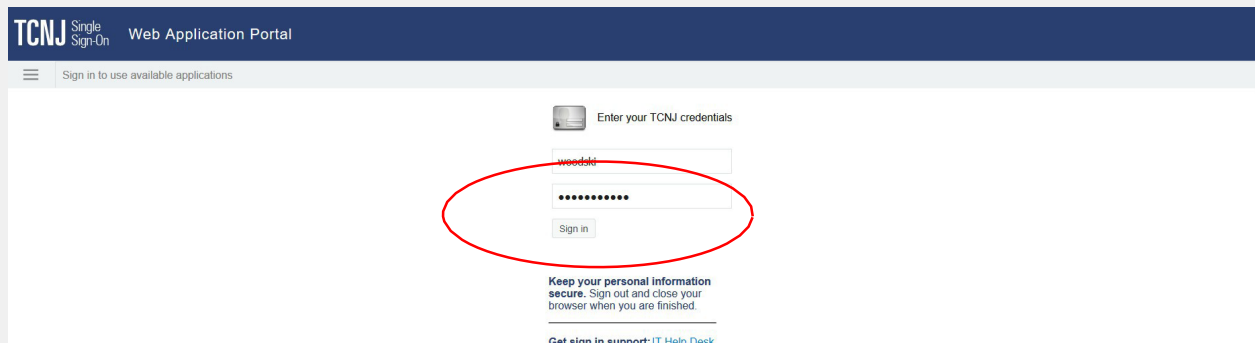 TCNJ Single Sign-On Web Application Portal
Sign in to use available applications
Enter your TCNJ credentials
woodski
•••••••••••
Sign in
Keep your personal information
secure. Sign out and close your
browser when you are finished.
Get sign in support: IT Help Desk